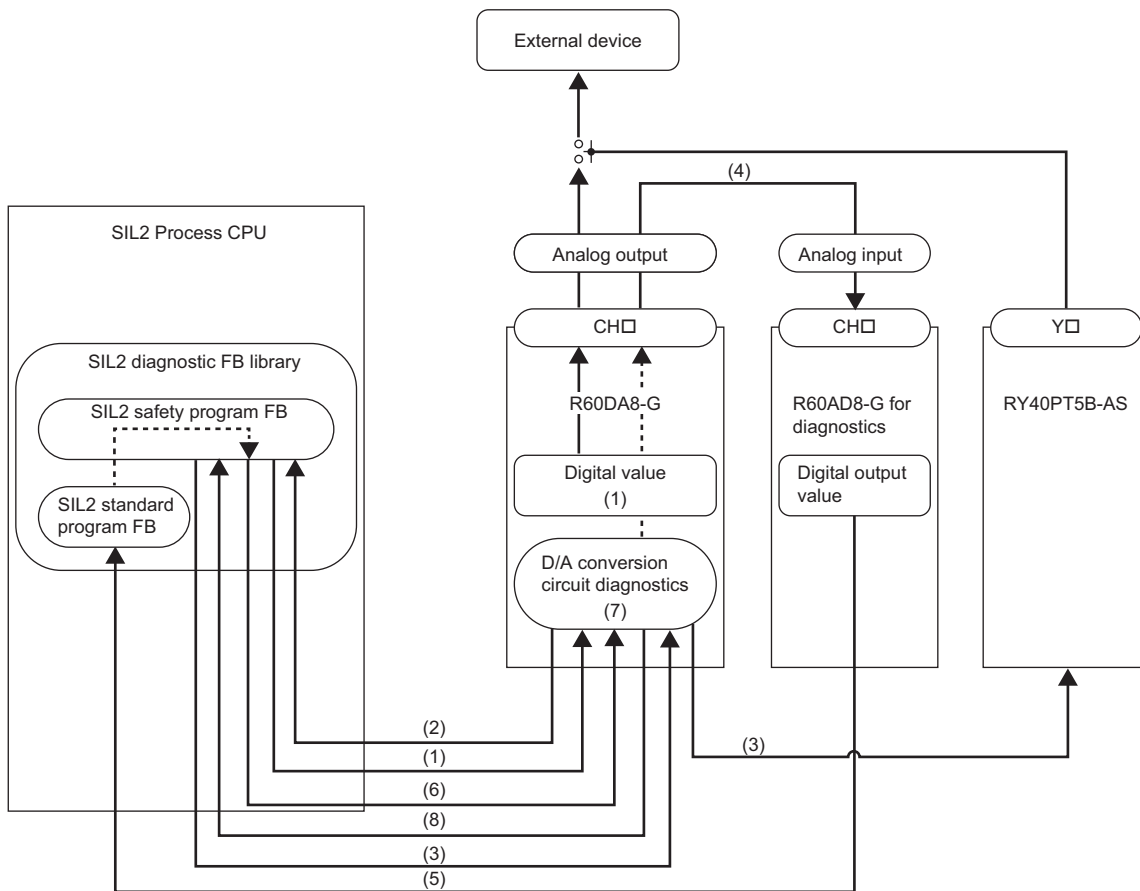 External device
(4)
SIL2 Process CPU
Analog output
Analog input
CH□
CH□
Y□
SIL2 diagnostic FB library
SIL2 safety program FB
R60DA8-G
R60AD8-G for
diagnostics
RY40PT5B-AS
SIL2 standard
program FB
Digital value
(1)
Digital output
value
D/A conversion
circuit diagnostics
(7)
(2)
(3)
(1)
(6)
(8)
(3)
(5)